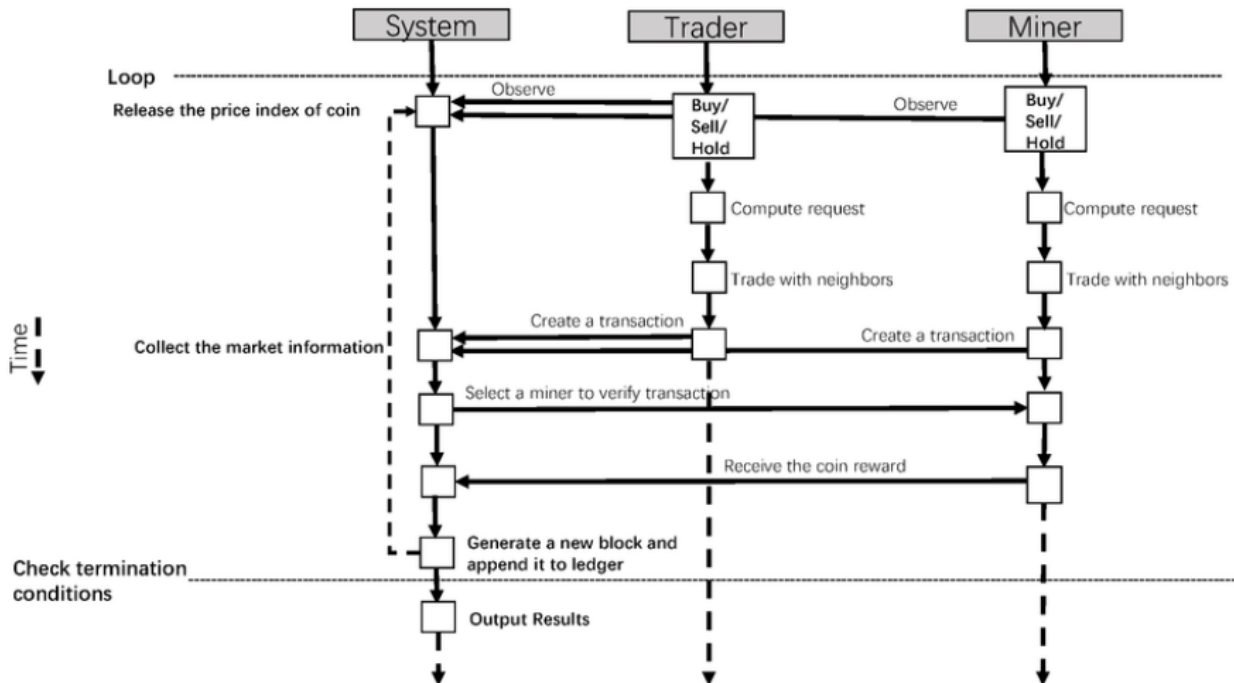 System
Trader
Miner
Loop
Observe
Release the price index of coin
Observe
Buy/
Sell/
Hold
Buy/
Sell/
Hold
Compute request
Compute request
Trade with neighbors
Trade with neighbors
Create a transaction
Create a transaction
Collect the market information
Time
Select a miner to verify transaction
Receive the coin reward
Generate a new block and
append it to ledger
Check termination
conditions
Output Results